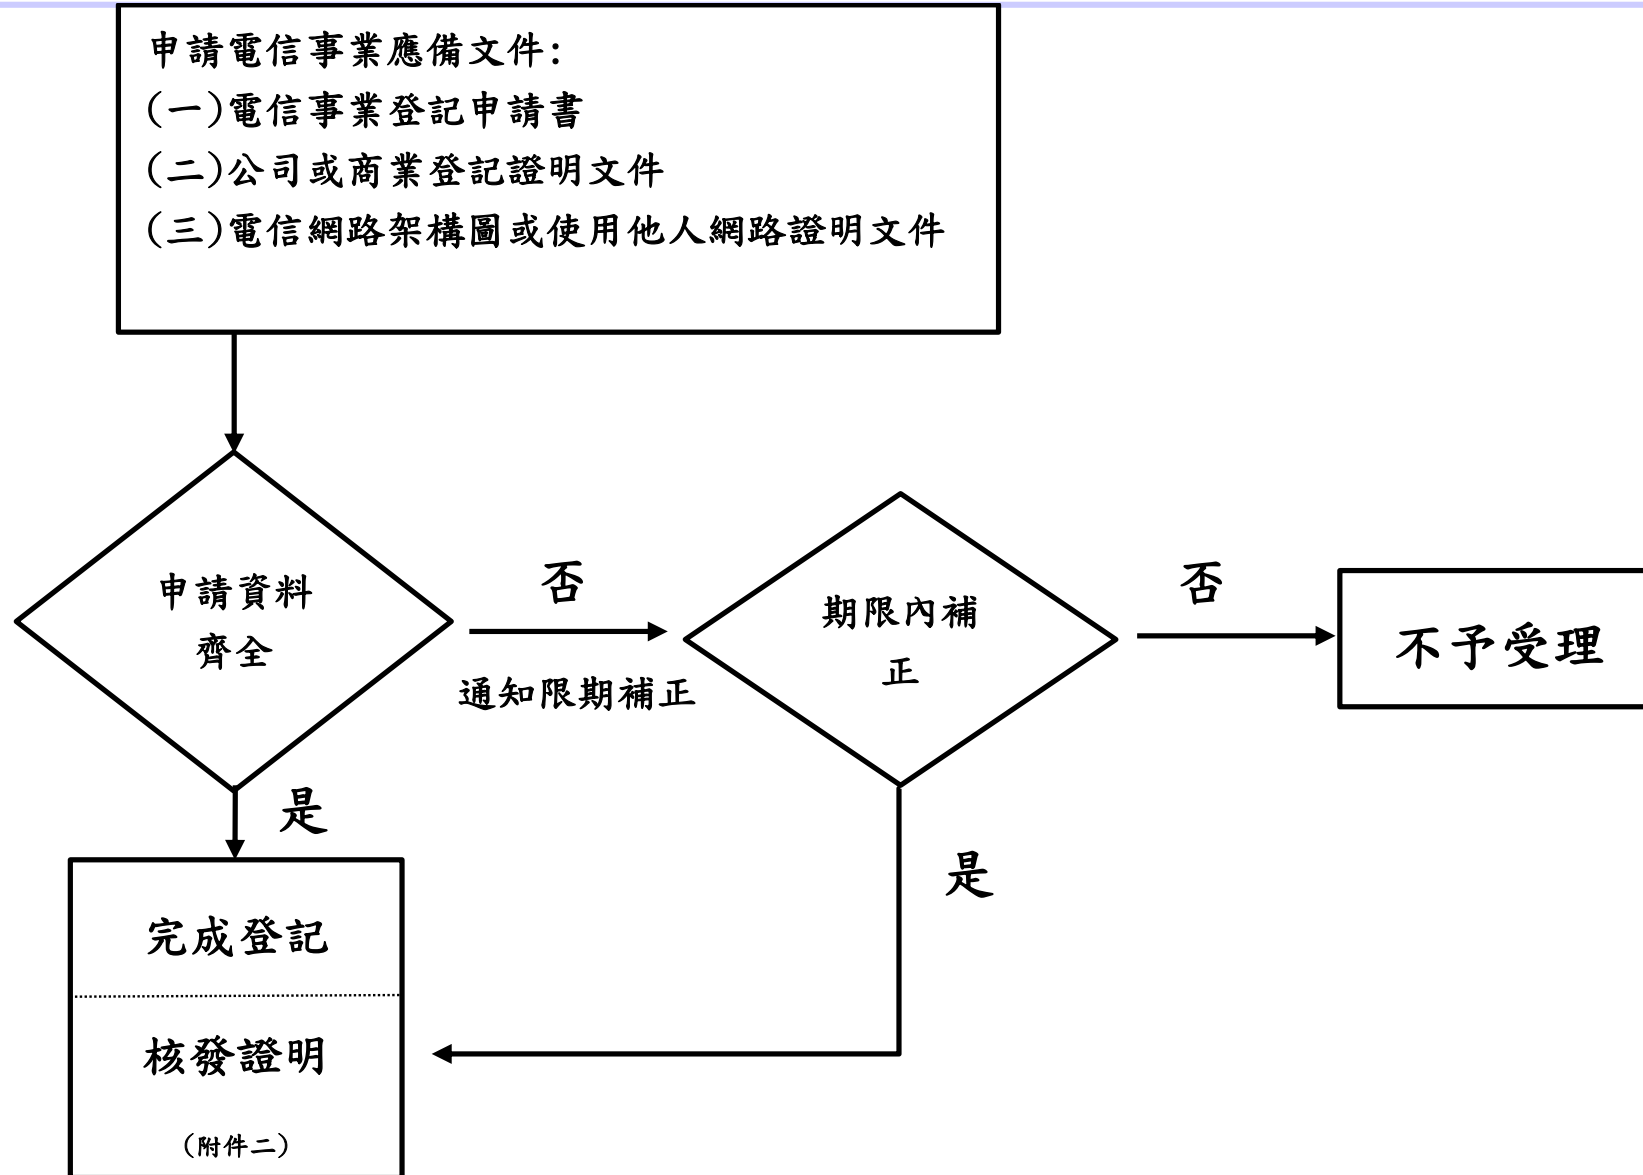 申請電信事業應備文件:
(一)電信事業登記申請書
(二)公司或商業登記證明文件
(三)電信網路架構圖或使用他人網路證明文件
申請資料
齊全
否
通知限期補正
期限內補
正
否
不予受理
是
是
完成登記
核發證明
(附件二)